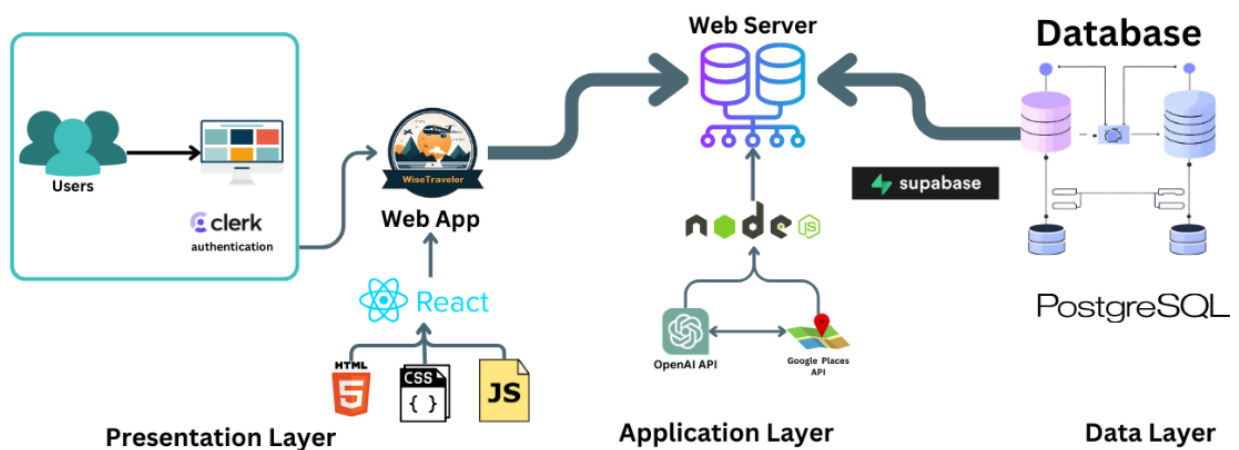 Users
clerk
authentication
WiseTraveler
Web App
React
HTML
5
CSS
{ }
JS
Presentation Layer
Web Server
node
JS
OpenAI API
Google Places
API
Application Layer
supabase
Database
PostgreSQL
Data Layer